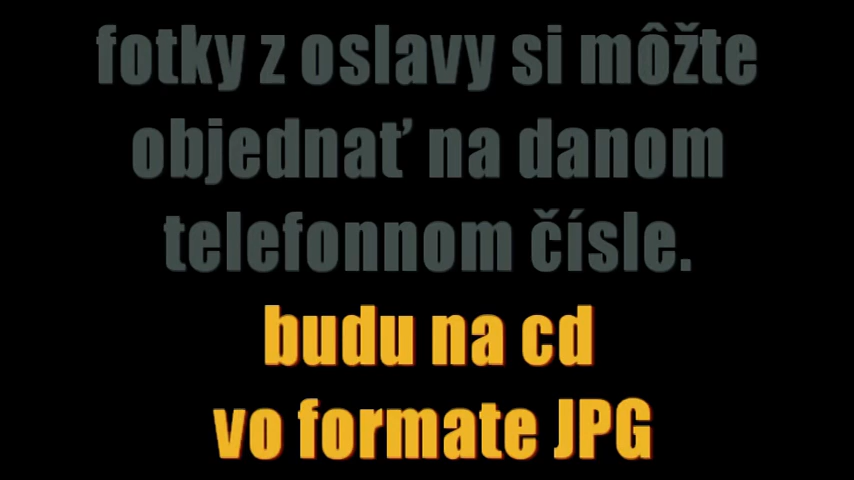 fotky z oslavy si môžte
objednať na danom
telefonnom čísle.
budu na cd
vo formate JPG